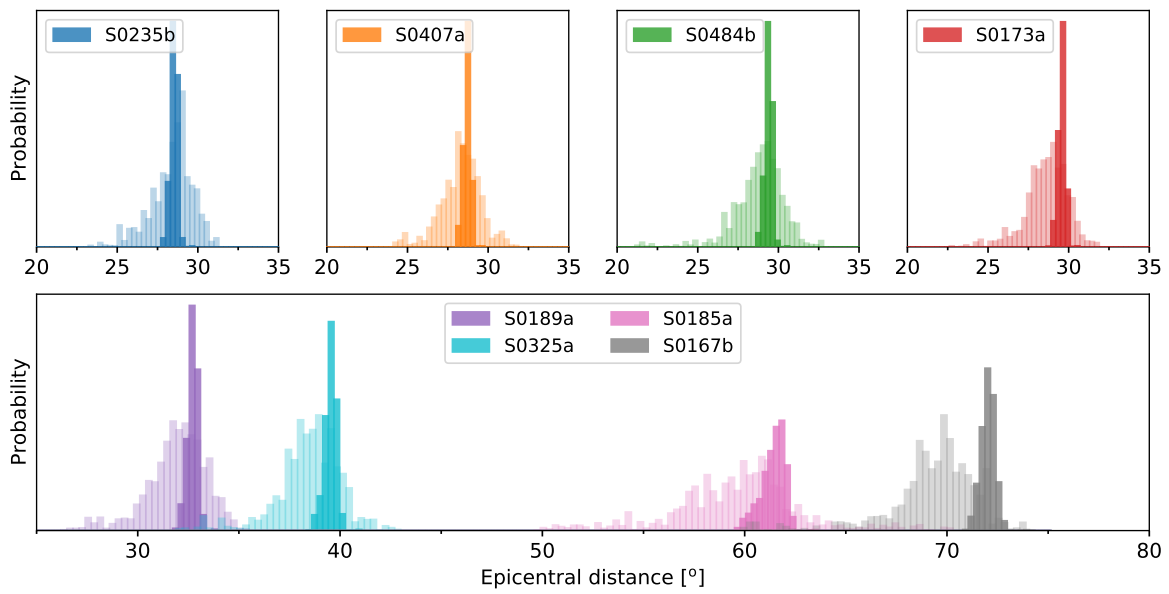 S0235b S0407a S0484b S0173a
Probability
20 25 30 35 20 25 30 35 20 25 30 35 20 25 30 35
S0189a S0185a
S0325a S0167b
Probability
30 40 50 60 70 80
Epicentral distance [º]